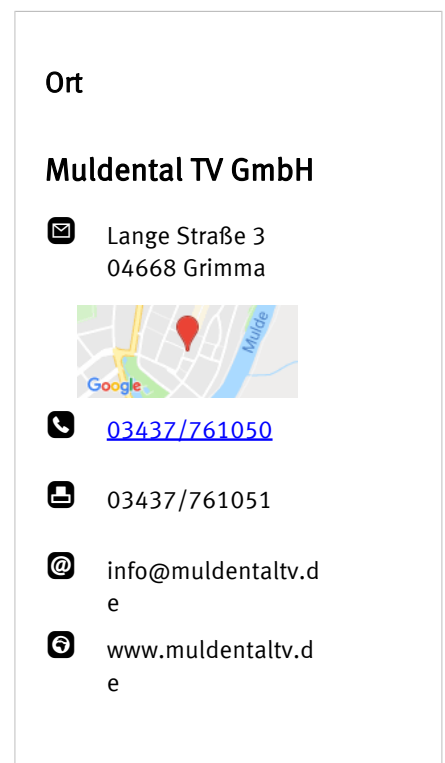 Ort
Muldental TV GmbH
Lange Straße 3
04668 Grimma
Mulde
Google
03437/761050
03437/761051
info@muldentaltv.d
e
www.muldentaltv.d
e